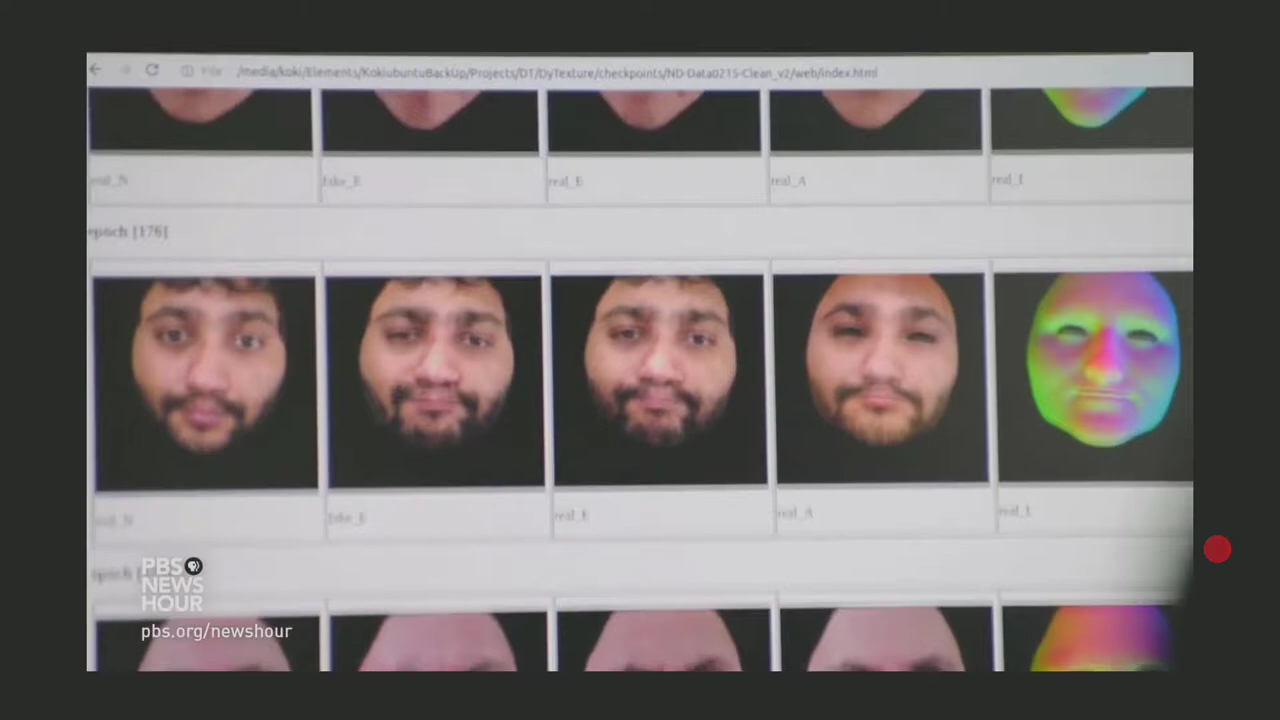 /media/koki/Elements/KokiubuntuBackUp/Projects/DT/DyTexture/checkpoints/ND-Data0215-Clean_v2/web/index.html
real_N
fake_E
real_E
real_A
real_I
epoch [176]
real_N
fake_E
real_E
real_A
real_I
epoch
PBS
NEWS
HOUR
pbs.org/newshour